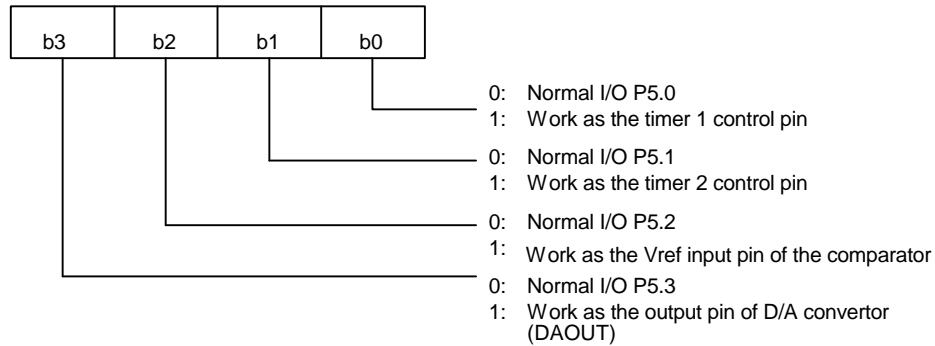 b3 b2 b1 b0
0: Normal I/O P5.0
1: Work as the timer 1 control pin
0: Normal I/O P5.1
1: Work as the timer 2 control pin
0: Normal I/O P5.2
1: Work as the Vref input pin of the comparator
0: Normal I/O P5.3
1: Work as the output pin of D/A convertor
(DAOUT)